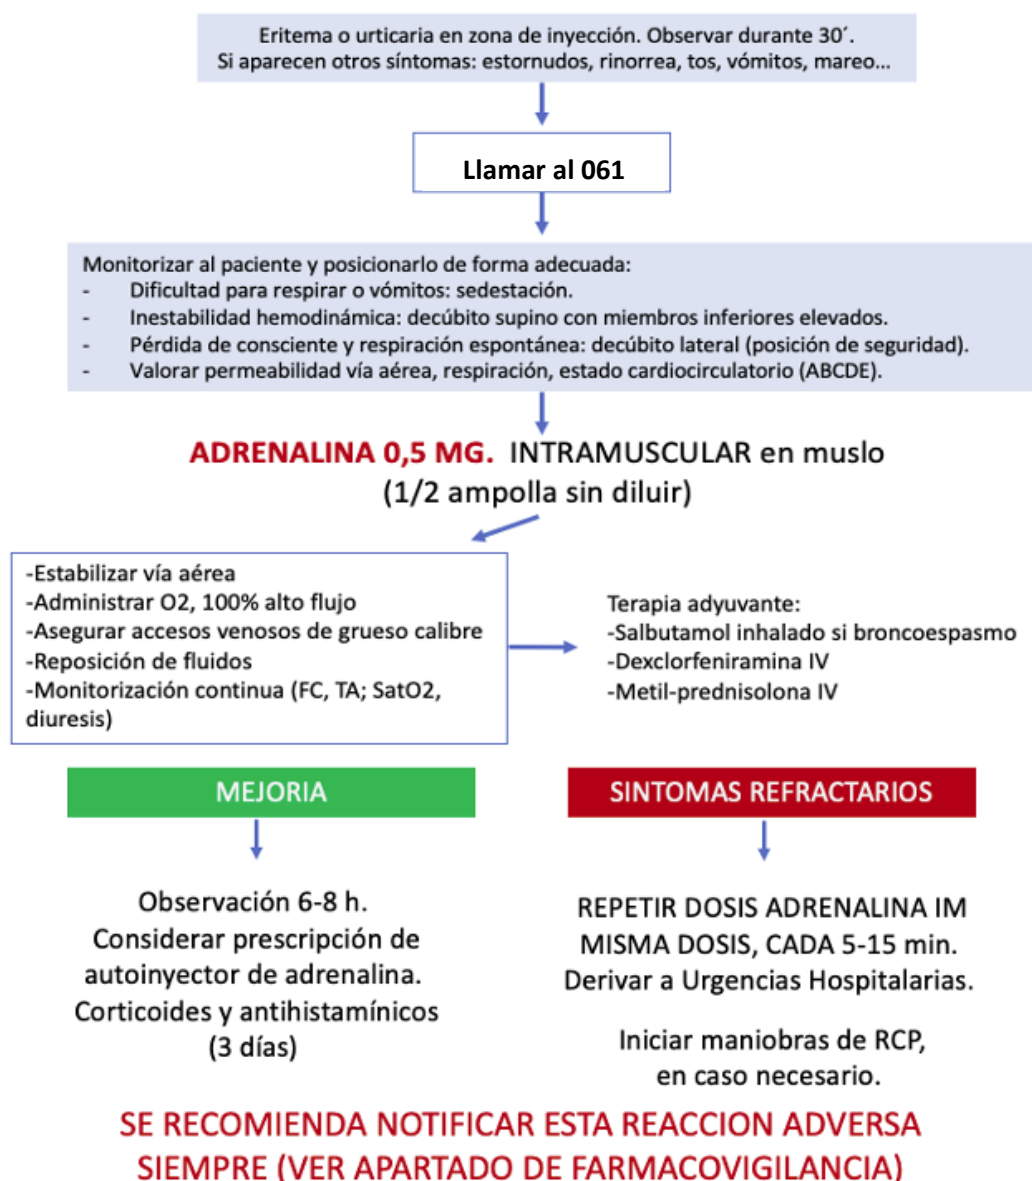 Eritema o urticaria en zona de inyección. Observar durante 30´.
Si aparecen otros síntomas: estornudos, rinorrea, tos, vómitos, mareo...
Llamar al 061
Monitorizar al paciente y posicionarlo de forma adecuada:
- Dificultad para respirar o vómitos: sedestación.
- Inestabilidad hemodinámica: decúbito supino con miembros inferiores elevados.
- Pérdida de consciente y respiración espontánea: decúbito lateral (posición de seguridad).
- Valorar permeabilidad vía aérea, respiración, estado cardiocirculatorio (ABCDE).
ADRENALINA 0,5 MG. INTRAMUSCULAR en muslo
(1/2 ampolla sin diluir)
-Estabilizar vía aérea
-Administrar O2, 100% alto flujo
-Asegurar accesos venosos de grueso calibre
-Reposición de fluidos
-Monitorización continua (FC, TA; SatO2,
diuresis)
Terapia adyuvante:
-Salbutamol inhalado si broncoespasmo
-Dexclorfeniramina IV
-Metil-prednisolona IV
MEJORIA
Observación 6-8 h.
Considerar prescripción de
autoinyector de adrenalina.
Corticoides y antihistamínicos
(3 días)
SINTOMAS REFRACTARIOS
REPETIR DOSIS ADRENALINA IM
MISMA DOSIS, CADA 5-15 min.
Derivar a Urgencias Hospitalarias.
Iniciar maniobras de RCP,
en caso necesario.
SE RECOMIENDA NOTIFICAR ESTA REACCION ADVERSA
SIEMPRE (VER APARTADO DE FARMACOVIGILANCIA)